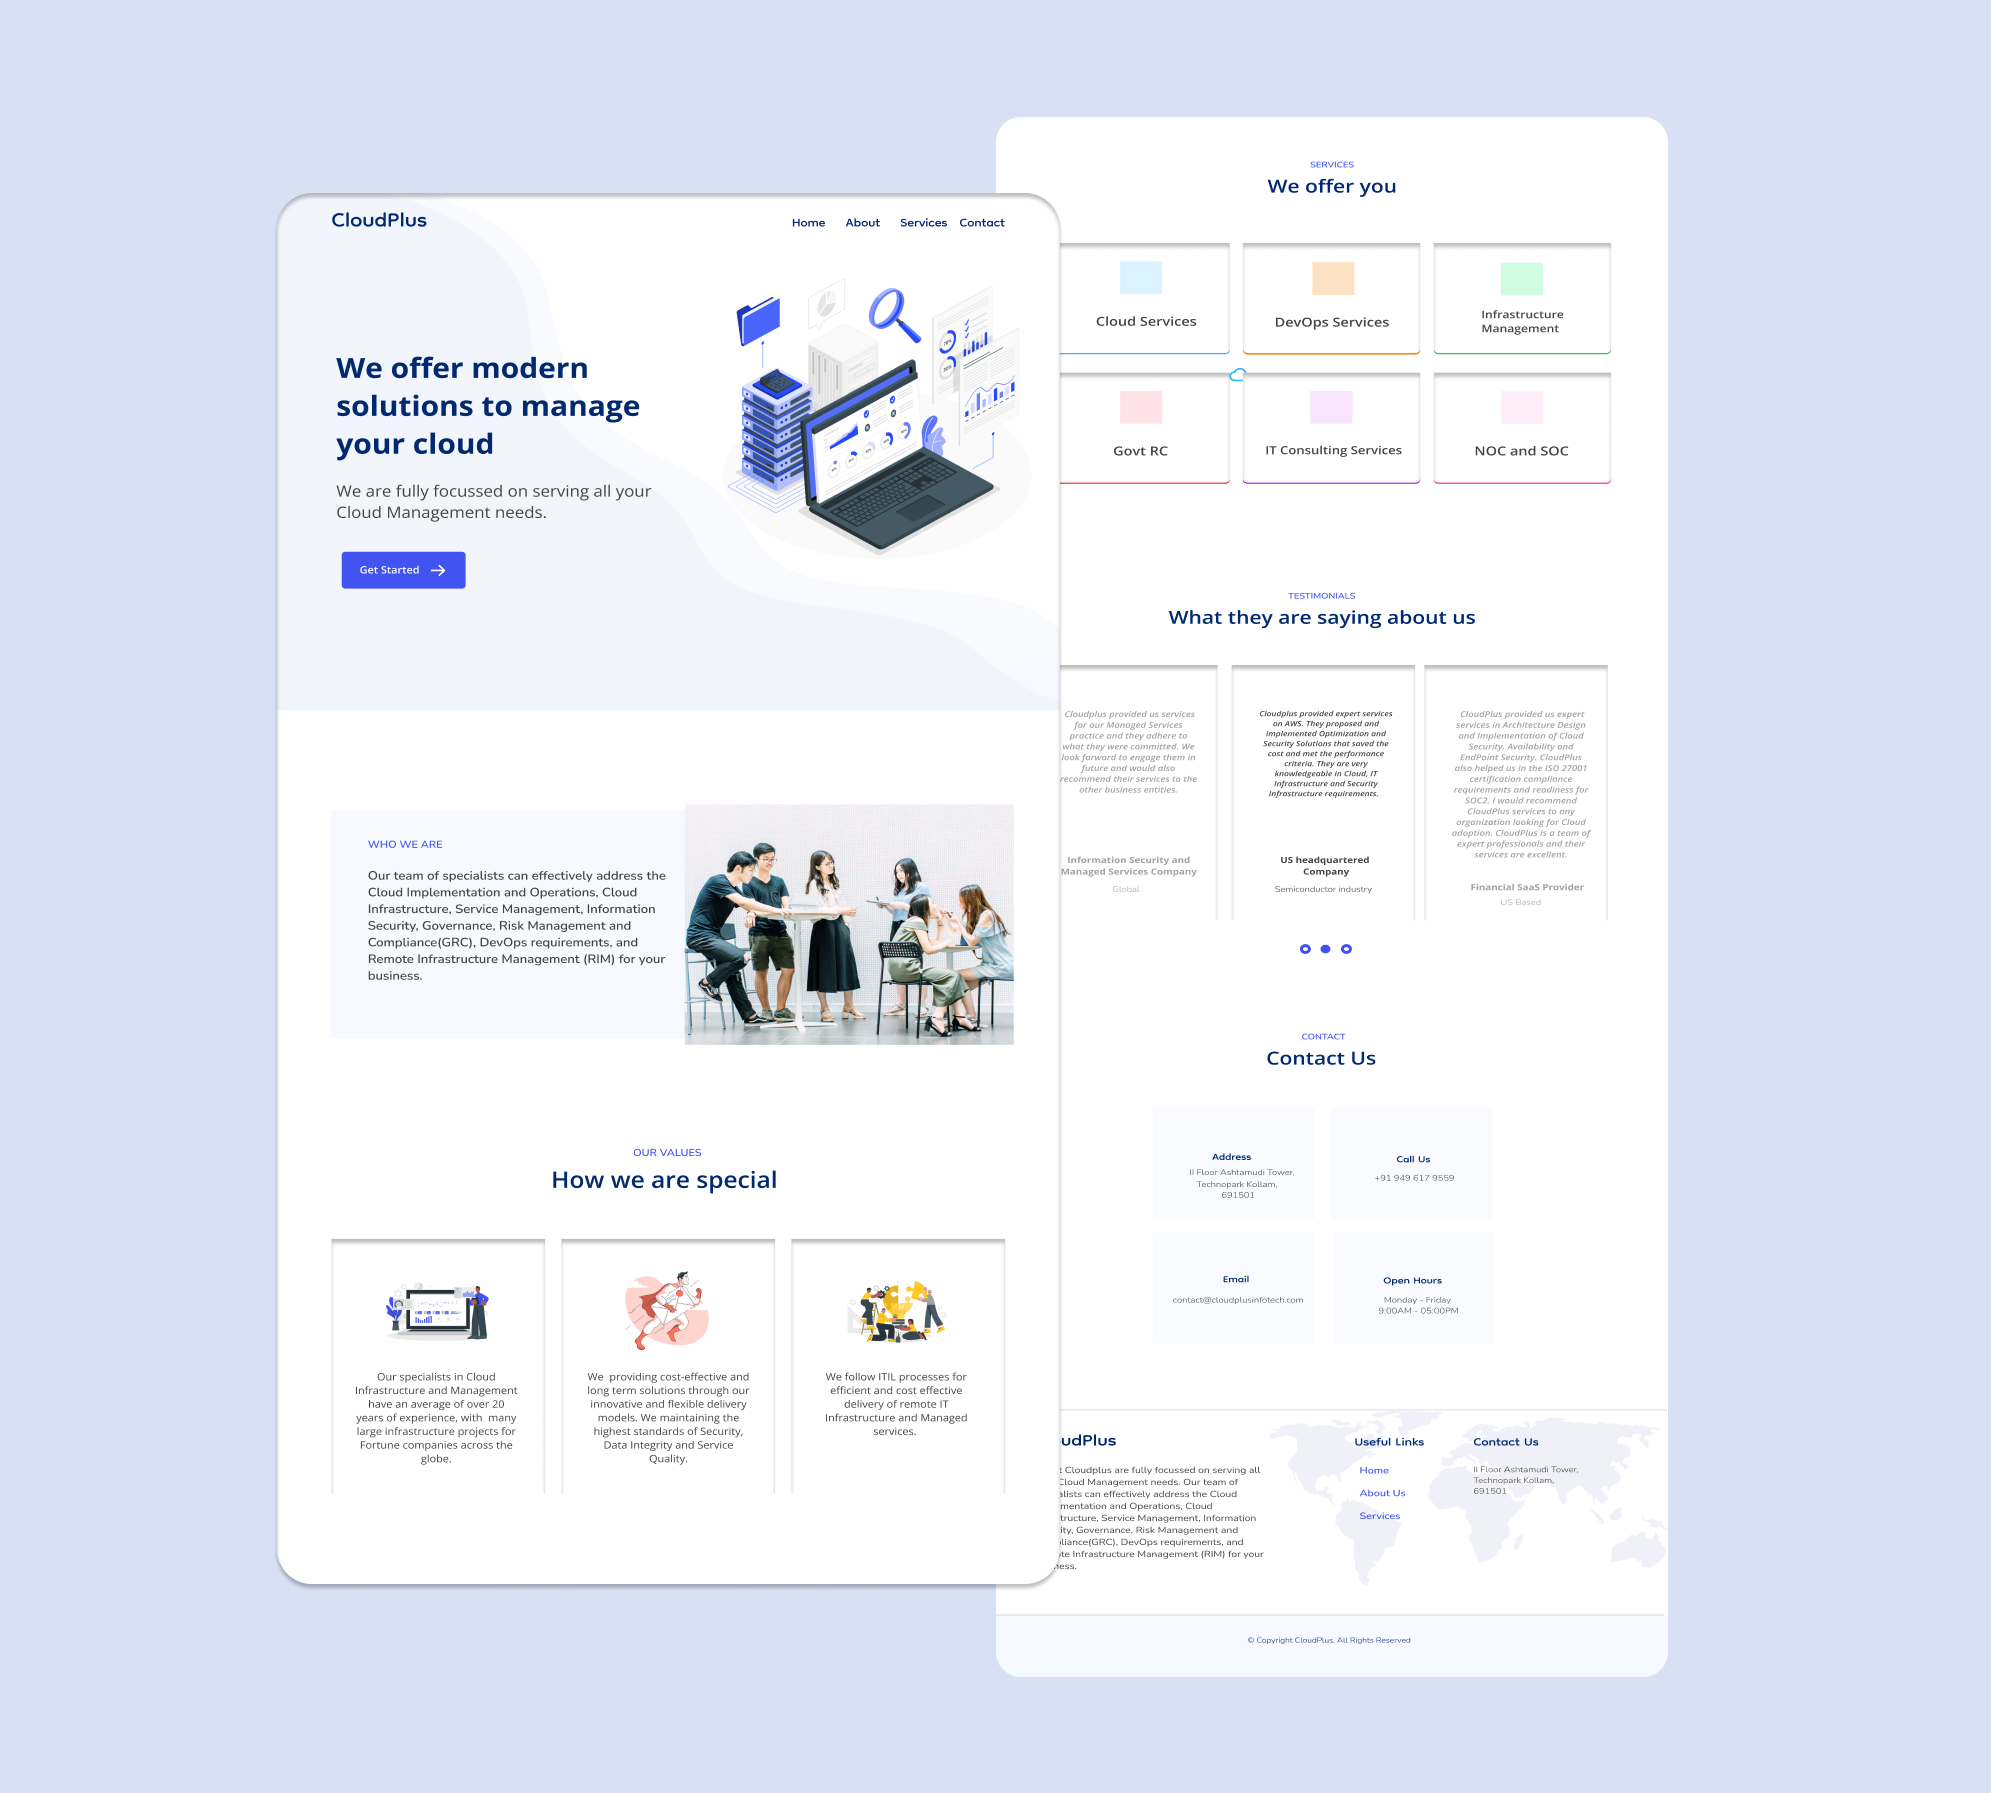 CloudPlus
Home About Services Contact
We offer modern
solutions to manage
your cloud
We are fully focussed on serving all your
Cloud Management needs.
Get Started
WHO WE ARE
Our team of specialists can effectively address the
Cloud Implementation and Operations, Cloud
Infrastructure, Service Management, Information
Security, Governance, Risk Management and
Compliance(GRC), DevOps requirements, and
Remote Infrastructure Management (RIM) for your
business.
OUR VALUES
How we are special
Our specialists in Cloud
Infrastructure and Management
have an average of over 20
years of experience, with many
large infrastructure projects for
Fortune companies across the
globe.
We providing cost-effective and
long term solutions through our
innovative and flexible delivery
models. We maintaining the
highest standards of Security,
Data Integrity and Service
Quality.
We follow ITIL processes for
efficient and cost effective
delivery of remote IT
Infrastructure and Managed
services.
SERVICES
We offer you
Cloud Services
DevOps Services
Infrastructure
Management
Govt RC
IT Consulting Services
NOC and SOC
TESTIMONIALS
What they are saying about us
Cloudplus provided us services
for our Managed Services
practice and they adhere to
what they were committed. We
look forward to engage them in
future and would also
recommend their services to the
other business entities.
Information Security and
Managed Services Company
Global
Cloudplus provided expert services
on AWS. They proposed and
implemented Optimization and
Security Solutions that saved the
cost and met the performance
criteria. They are very
knowledgeable in Cloud, IT
Infrastructure and Security
Infrastructure requirements.
US headquartered
Company
Semiconductor industry
CloudPlus provided us expert
services in Architecture Design
and Implementation of Cloud
Security, Availability and
EndPoint Security. CloudPlus
also helped us in the ISO 27001
certification compliance
requirements and readiness for
SOC2. I would recommend
CloudPlus services to any
organization looking for Cloud
adoption. CloudPlus is a team of
expert professionals and their
services are excellent.
Financial SaaS Provider
US Based
CONTACT
Contact Us
Address
II Floor Ashtamudi Tower,
Technopark Kollam,
691501
Call Us
+91 949 617 9559
Email
contact@cloudplusinfotech.com
Open Hours
Monday - Friday
9:00AM - 05:00PM
udPlus
t Cloudplus are fully focussed on serving all
Cloud Management needs. Our team of
alists can effectively address the Cloud
mentation and Operations, Cloud
tructure, Service Management, Information
ity, Governance, Risk Management and
liance(GRC), DevOps requirements, and
te Infrastructure Management (RIM) for your
ness.
Useful Links
Home
About Us
Services
Contact Us
II Floor Ashtamudi Tower,
Technopark Kollam,
691501
© Copyright CloudPlus. All Rights Reserved